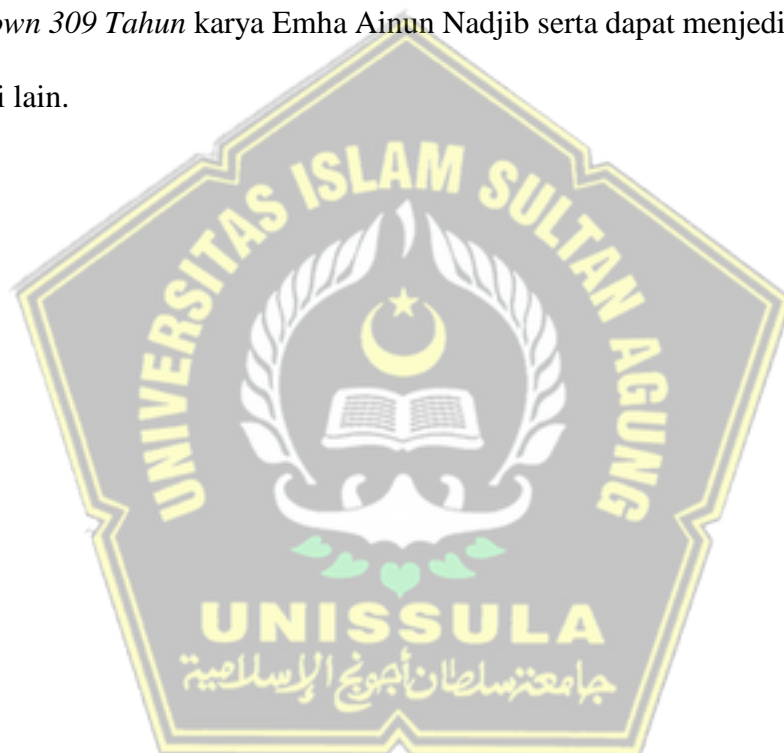 own 309 Tahun karya Emha Ainun Nadjib serta dapat menjedi
i lain.
UNIVERSITAS ISLAM SULTAN AGUNG
UNISSULA
جامعة سلطان أجونج الإسلامية